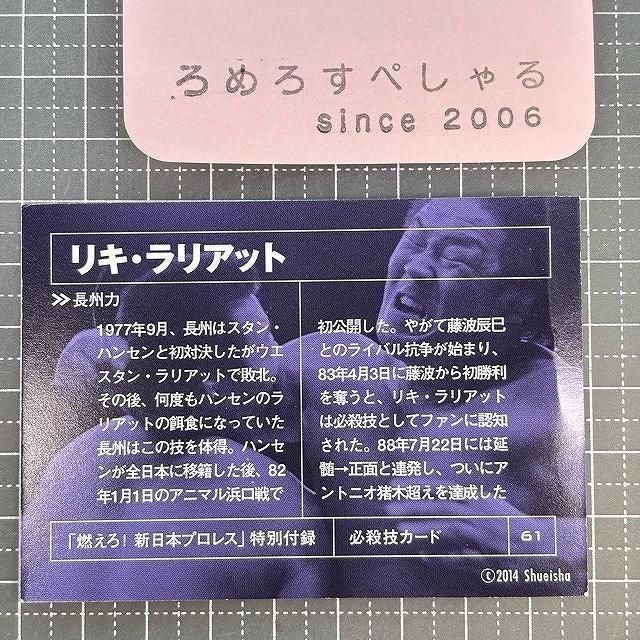 ろめろすぺしゃる
since 2006
リキ・ラリアット
≫長州力
1977年9月、長州はスタン・
ハンセンと初対決したがウエ
スタン・ラリアットで敗北。
その後、何度もハンセンのラ
リアットの餌食になっていた
長州はこの技を体得。ハンセ
ンが全日本に移籍した後、82
年1月1日のアニマル浜口戦で
初公開した。やがて藤波辰巳
とのライバル抗争が始まり、
83年4月3日に藤波から初勝利
を奪うと、リキ・ラリアット
は必殺技としてファンに認知
された。88年7月22日には延
髄→正面と連発し、ついにア
ントニオ猪木超えを達成した
「燃えろ!新日本プロレス」特別付録
必殺技カード
61
©2014 Shueisha